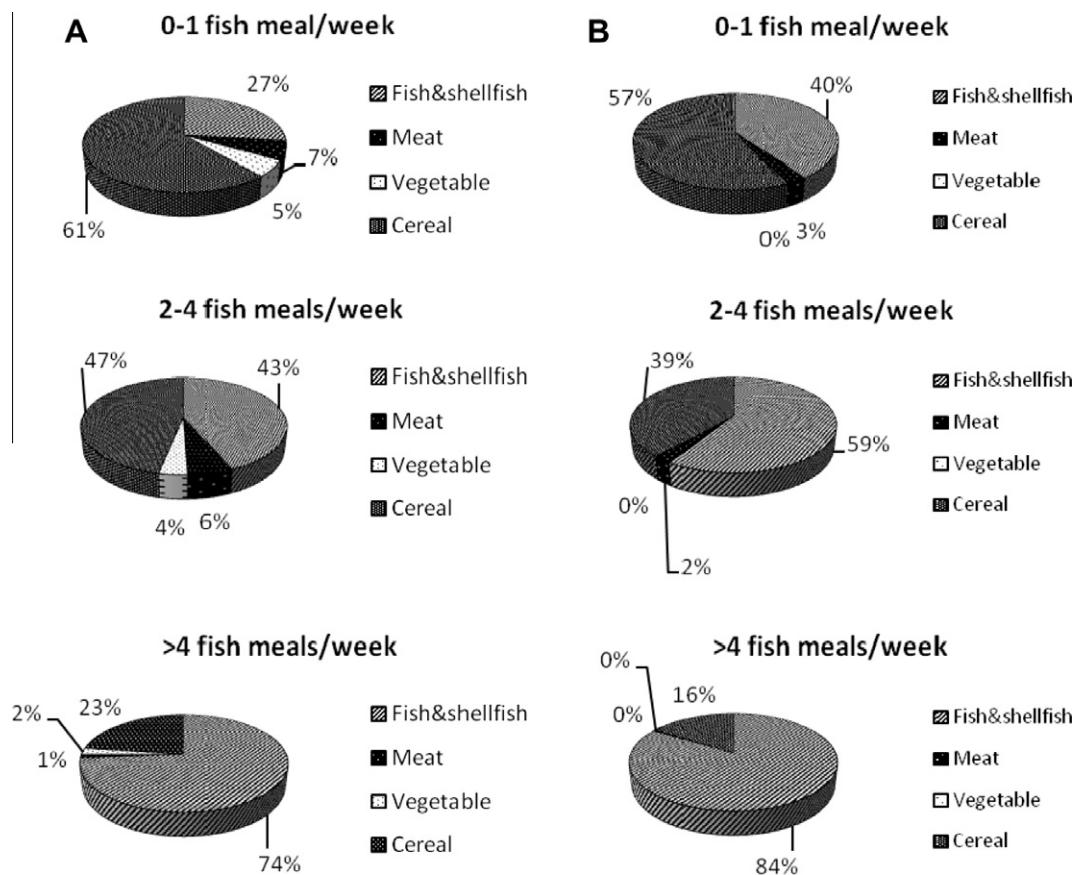 A
0-1 fish meal/week
27%
7%
5%
61%
Fish&shellfish
Meat
Vegetable
Cereal
B
0-1 fish meal/week
57%
40%
0%
3%
Fish&shellfish
Meat
Vegetable
Cereal
2-4 fish meals/week
47%
43%
4%
6%
Fish&shellfish
Meat
Vegetable
Cereal
2-4 fish meals/week
39%
59%
0%
2%
Fish&shellfish
Meat
Vegetable
Cereal
>4 fish meals/week
2%
23%
1%
74%
Fish&shellfish
Meat
Vegetable
Cereal
>4 fish meals/week
0%
16%
0%
84%
Fish&shellfish
Meat
Vegetable
Cereal